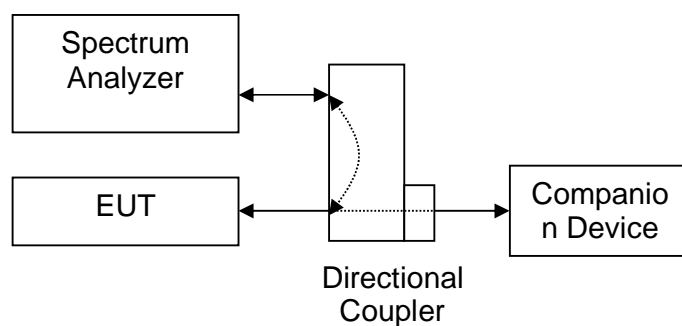 Spectrum
Analyzer
EUT
Companio
n Device
Directional
Coupler